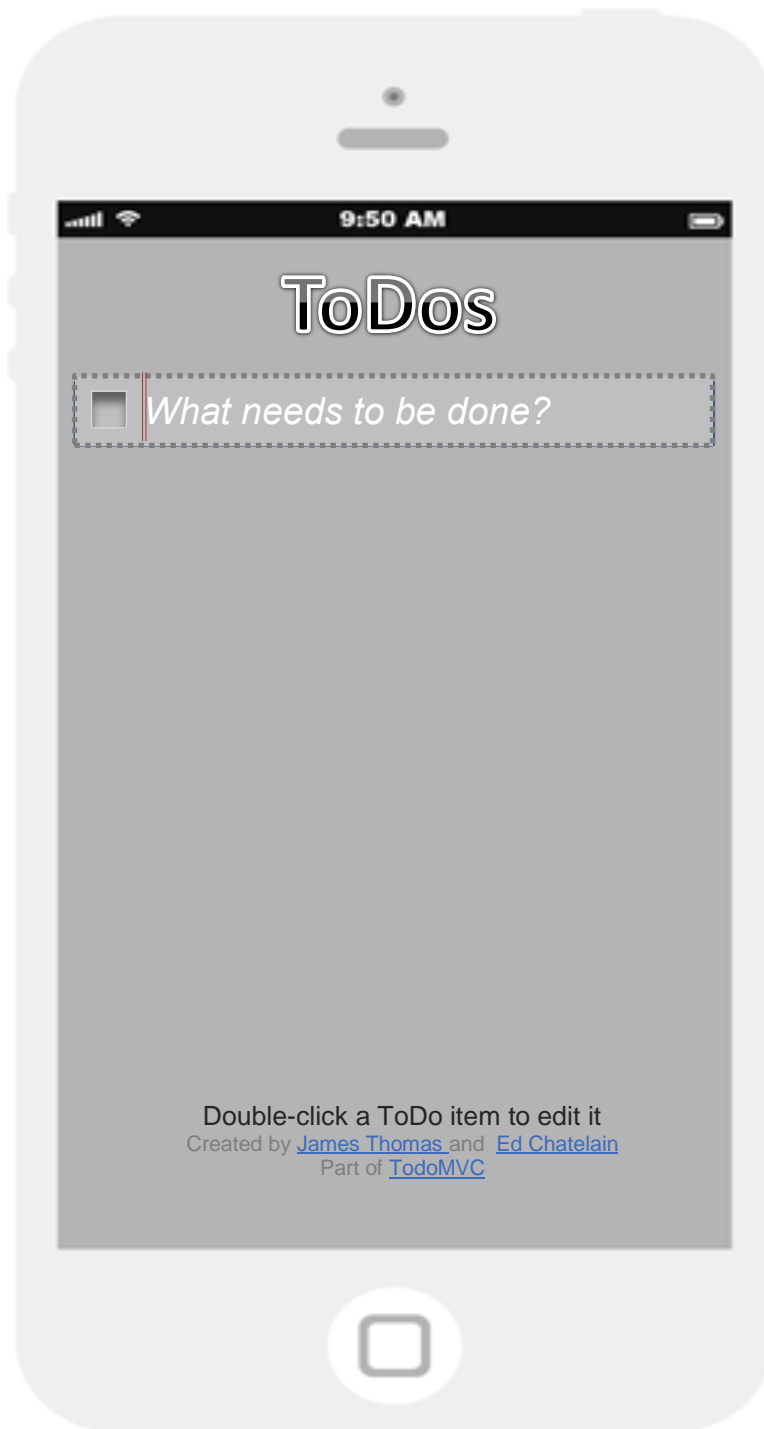 9:50 AM
ToDos
What needs to be done?
Double-click a ToDo item to edit it
Created by James Thomas and Ed Chatelain
Part of TodoMVC